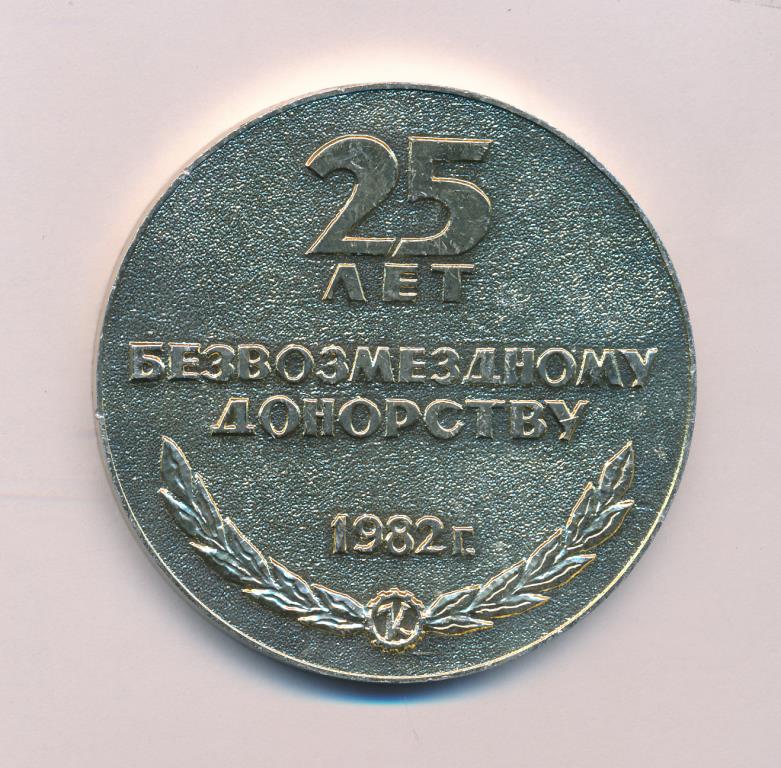 25
ЛЕТ
БЕЗВОЗМЕЗДНОМУ
ДОНОРСТВУ
1982 г.
К